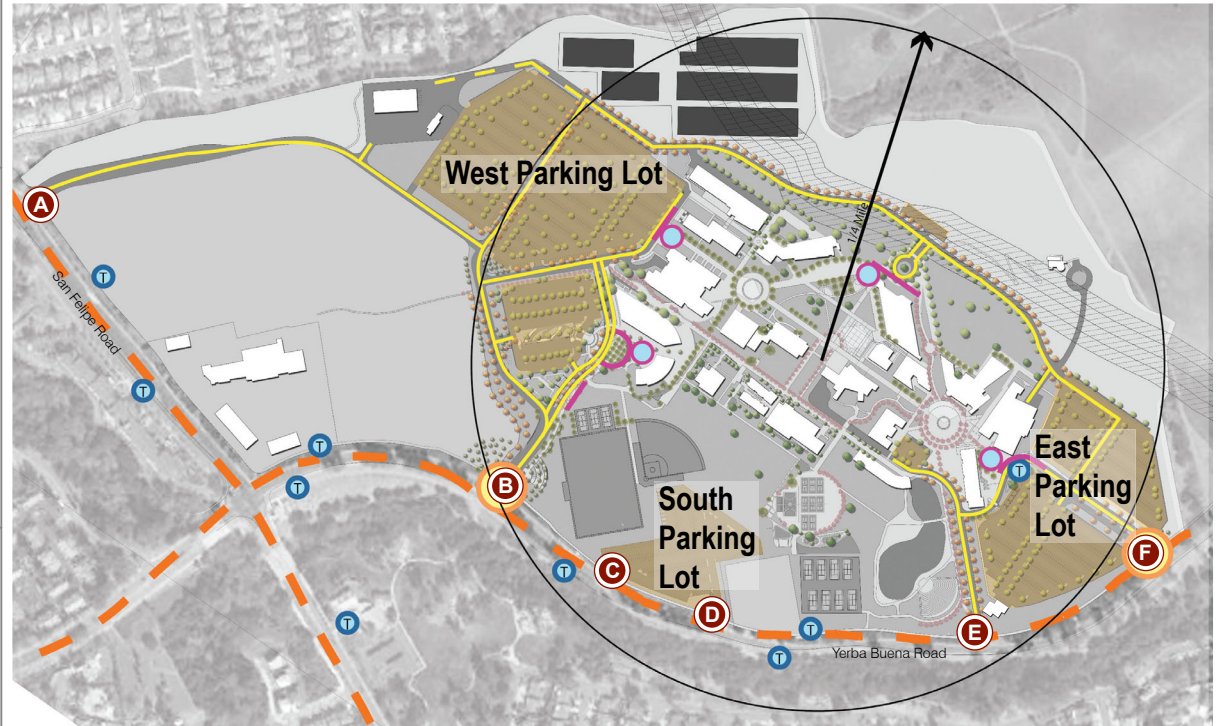 West Parking Lot
A
T
San Felipe Road
1/4 Mile
T
T
T
B
East
Parking
Lot
T
South
Parking
Lot
F
T
C
D
T
T
E
T
Yerba Buena Road
T